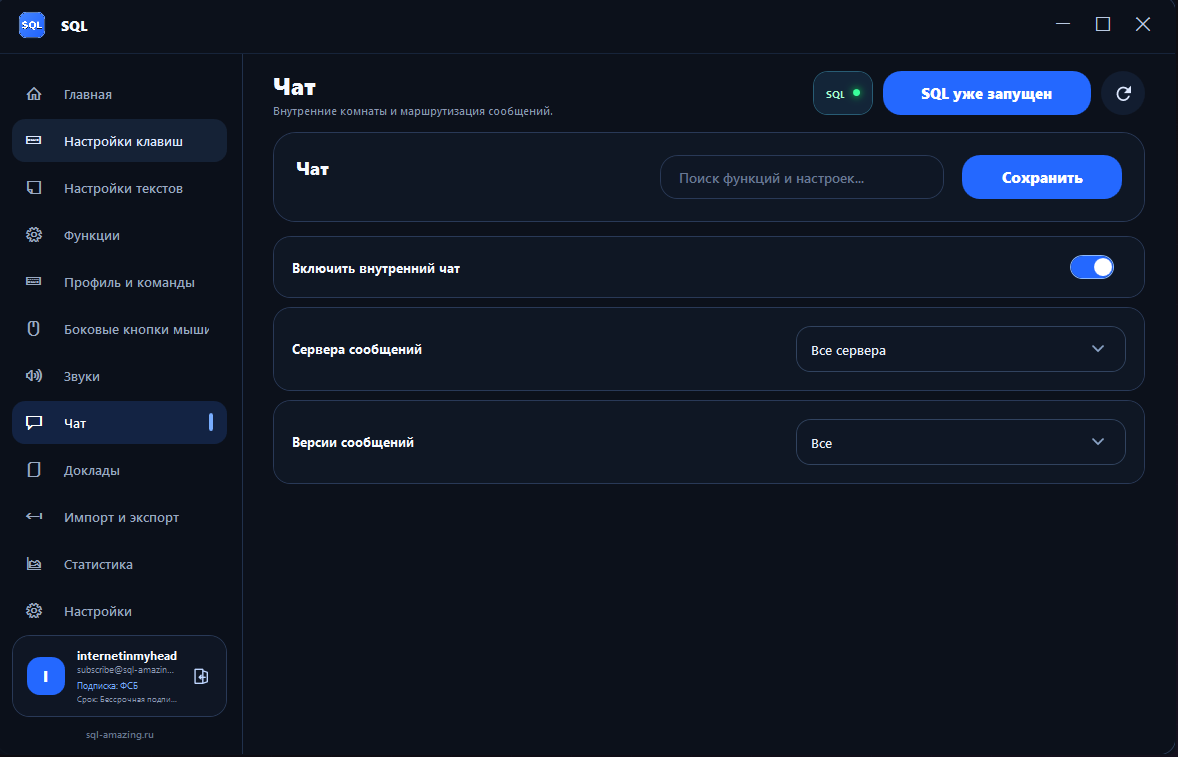 SQL
SQL
Главная
Настройки клавиш
Настройки текстов
Функции
Профиль и команды
Боковые кнопки мыши
Звуки
Чат
Доклады
Импорт и экспорт
Статистика
Настройки
I
internetinmyhead
subscribe@sql-amazin...
Подписка: ФСБ
Срок: Бессрочная подпи...
sql-amazing.ru
Чат
Внутренние комнаты и маршрутизация сообщений.
SQL
SQL уже запущен
Чат
Поиск функций и настроек...
Сохранить
Включить внутренний чат
Сервера сообщений
Все сервера
Версии сообщений
Все